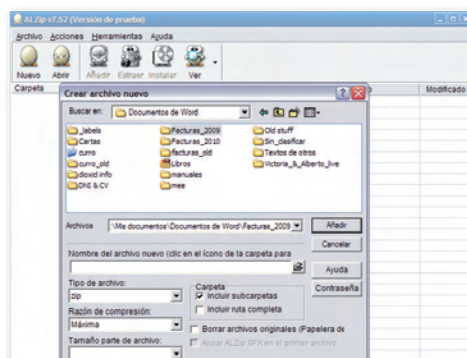 ALZip v7.52 (Versión de prueba)
Archivo Acciones Herramientas Ayuda
Nuevo Abrir Añadir Extraer Instalar Ver
Carpeta Modificado
Crear archivo nuevo
Buscar en: Documentos de Word
_labels Facturas_2009 Old stuff
Cartas Facturas_2010 Sin_clasificar
curro facturas_old Textos de otros
curro_old Libros Victoria_&_Alberto_live
dioxid info manuales
DNI & CV mee
Archivos :\Mis documentos\Documentos de Word\Facturas_2009 Añadir
Cancelar
Nombre del archivo nuevo (clic en el ícono de la carpeta para
Ayuda
Tipo de archivo: Carpeta Contraseña
zip Incluir subcarpetas
Razón de compresión: Incluir ruta completa
Máxima Borrar archivos originales (Papelera de
Tamaño parte de archivo: Alojar ALZip SFX en el primer archivo